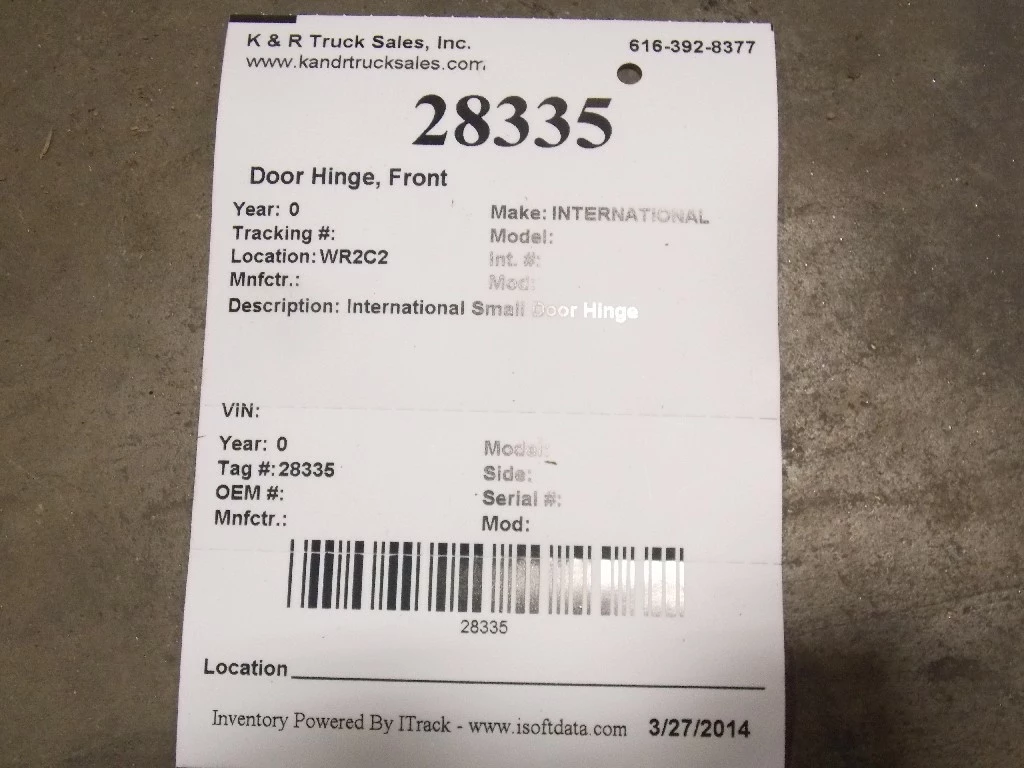 K & R Truck Sales, Inc. 616-392-8377
www.kandrtrucksales.com
28335
Door Hinge, Front
Year: 0 Make: INTERNATIONAL
Tracking #: Model:
Location: WR2C2 Int. #:
Mnfctr.: Mod:
Description: International Small Door Hinge
VIN:
Year: 0 Model:
Tag #: 28335 Side:
OEM #: Serial #:
Mnfctr.: Mod:
28335
Location
Inventory Powered By ITrack - www.isoftdata.com 3/27/2014